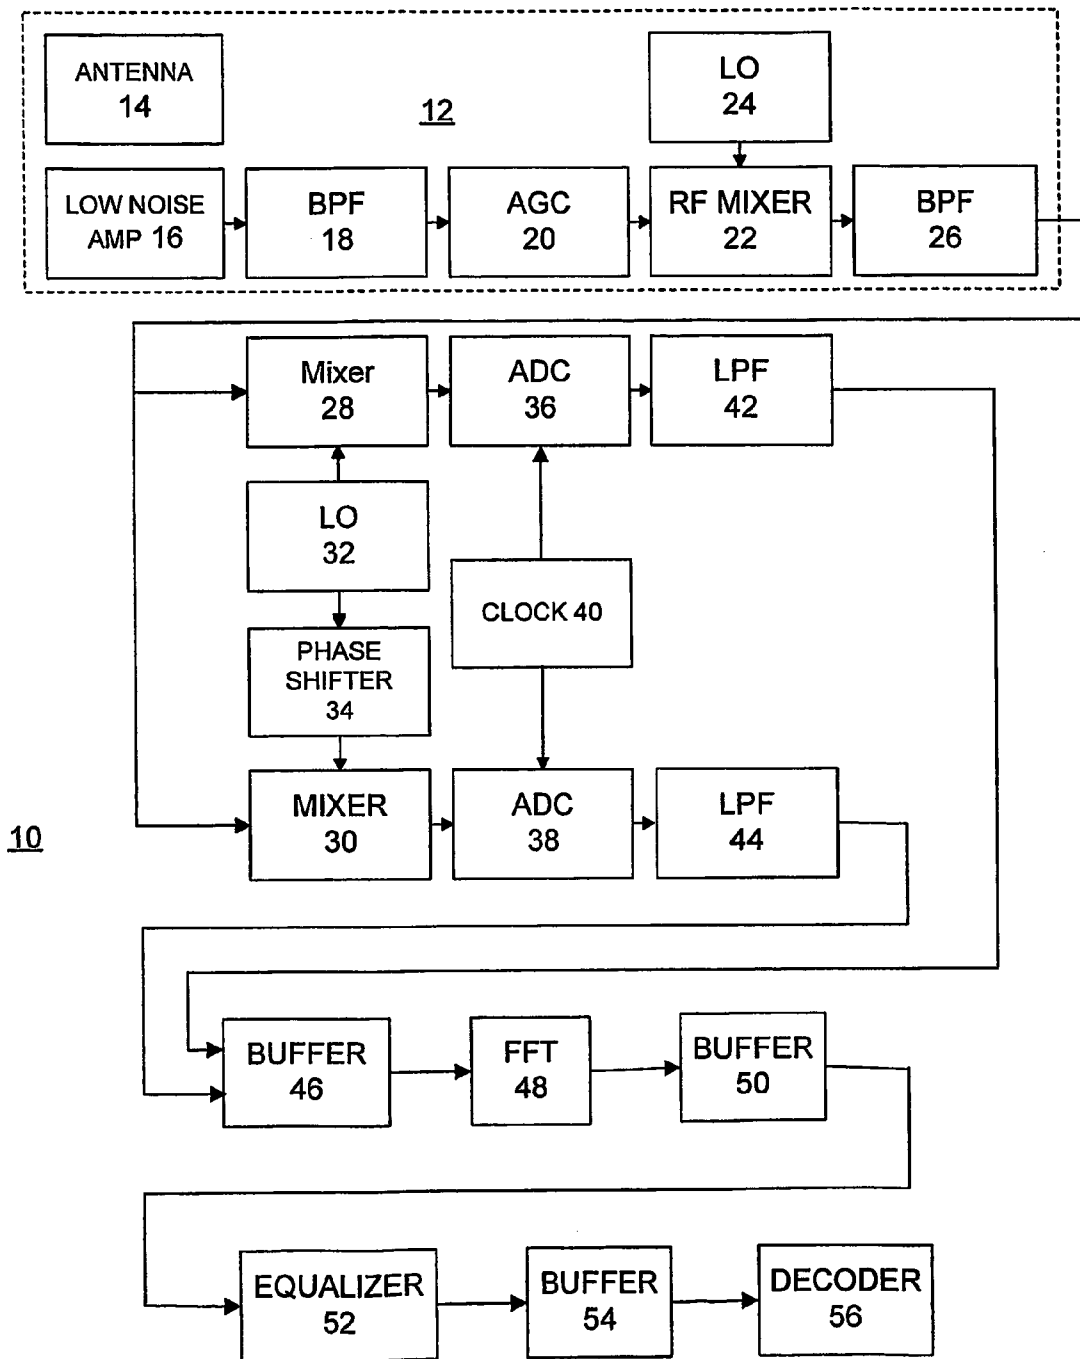 ANTENNA
14
12
LO
24
LOW NOISE
AMP 16
BPF
18
AGC
20
RF MIXER
22
BPF
26
Mixer
28
ADC
36
LPF
42
LO
32
CLOCK 40
PHASE
SHIFTER
34
MIXER
30
ADC
38
LPF
44
10
BUFFER
46
FFT
48
BUFFER
50
EQUALIZER
52
BUFFER
54
DECODER
56